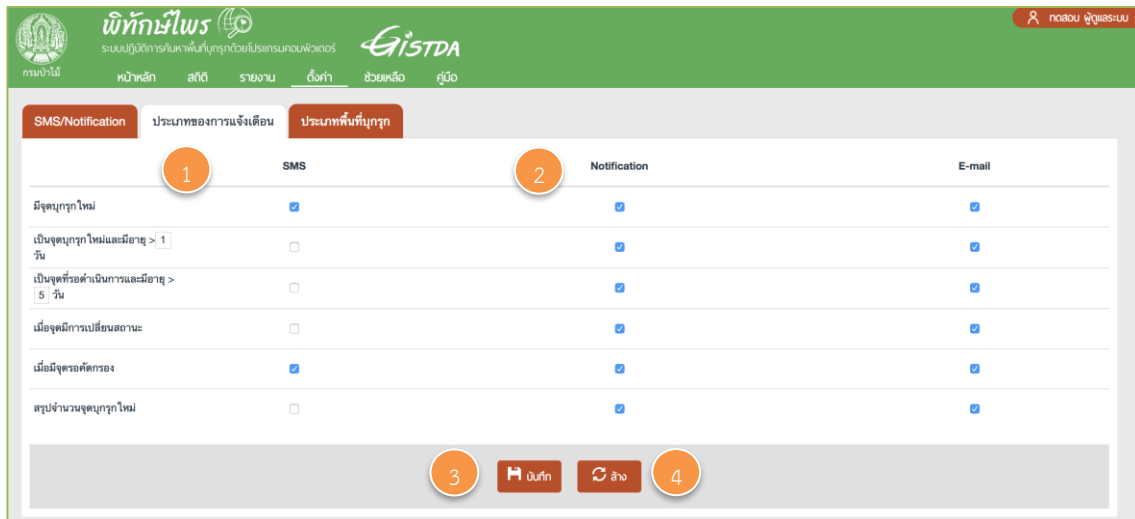 พิทักษ์ไพร
ทดสอบ ผู้ดูแลระบบ
ระบบปฏิบัติการค้นหาพื้นที่บุกรุกด้วยโปรแกรมคอมพิวเตอร์
GISTDA
กรมป่าไม้
หน้าหลัก สถิติ รายงาน ตั้งค่า ช่วยเหลือ คู่มือ
SMS/Notification ประเภทของการแจ้งเตือน ประเภทพื้นที่บุกรุก
1 SMS 2 Notification E-mail
มีจุดบุกรุกใหม่
เป็นจุดบุกรุกใหม่และมีอายุ > 1
วัน
เป็นจุดที่รอดำเนินการและมีอายุ >
5 วัน
เมื่อจุดมีการเปลี่ยนสถานะ
เมื่อมีจุดรอคัดกรอง
สรุปจำนวนจุดบุกรุกใหม่
3 บันทึก ล้าง 4